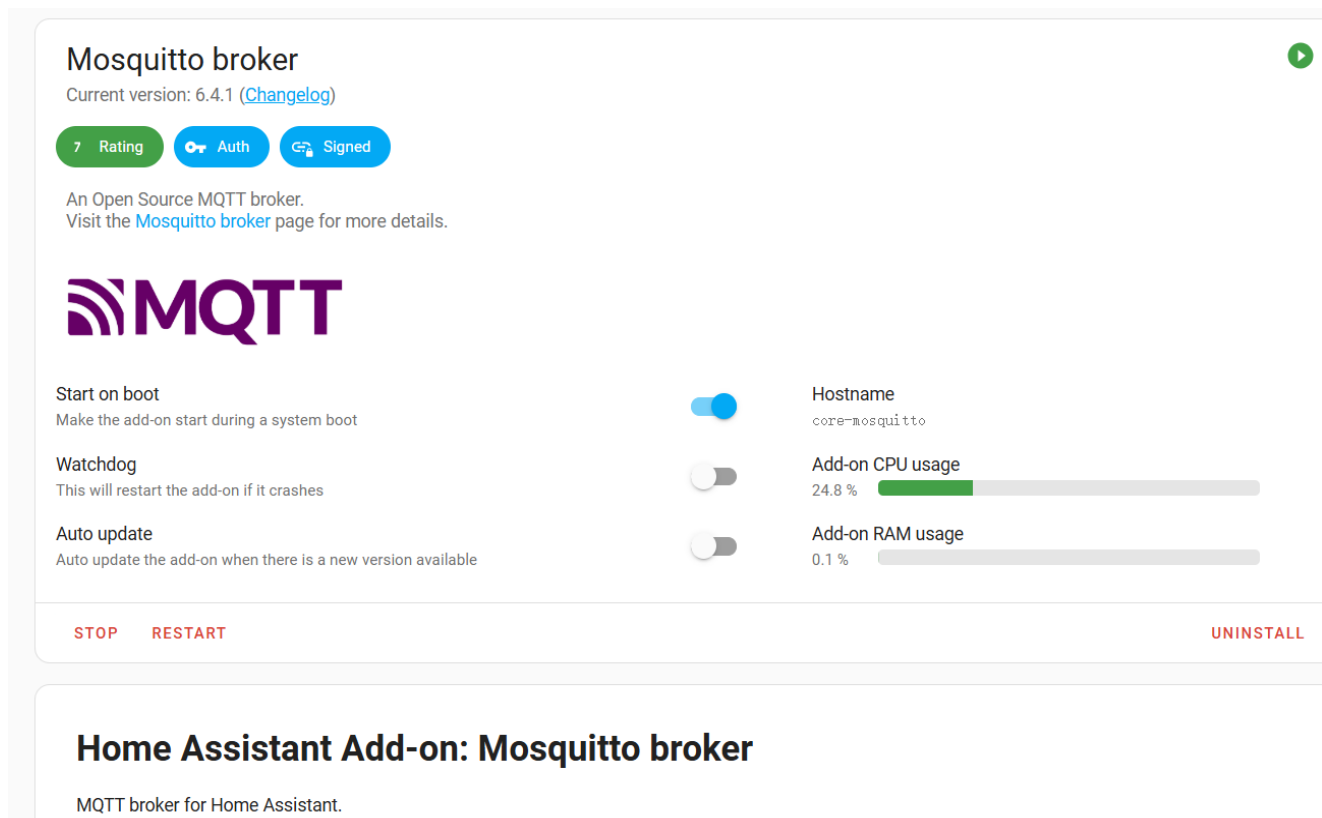 Mosquitto broker
Current version: 6.4.1 (Changelog)
7 Rating
Auth
Signed
An Open Source MQTT broker.
Visit the Mosquitto broker page for more details.
MQTT
Start on boot
Make the add-on start during a system boot
Hostname
core-mosquitto
Watchdog
This will restart the add-on if it crashes
Add-on CPU usage
24.8 %
Auto update
Auto update the add-on when there is a new version available
Add-on RAM usage
0.1 %
STOP
RESTART
UNINSTALL
Home Assistant Add-on: Mosquitto broker
MQTT broker for Home Assistant.